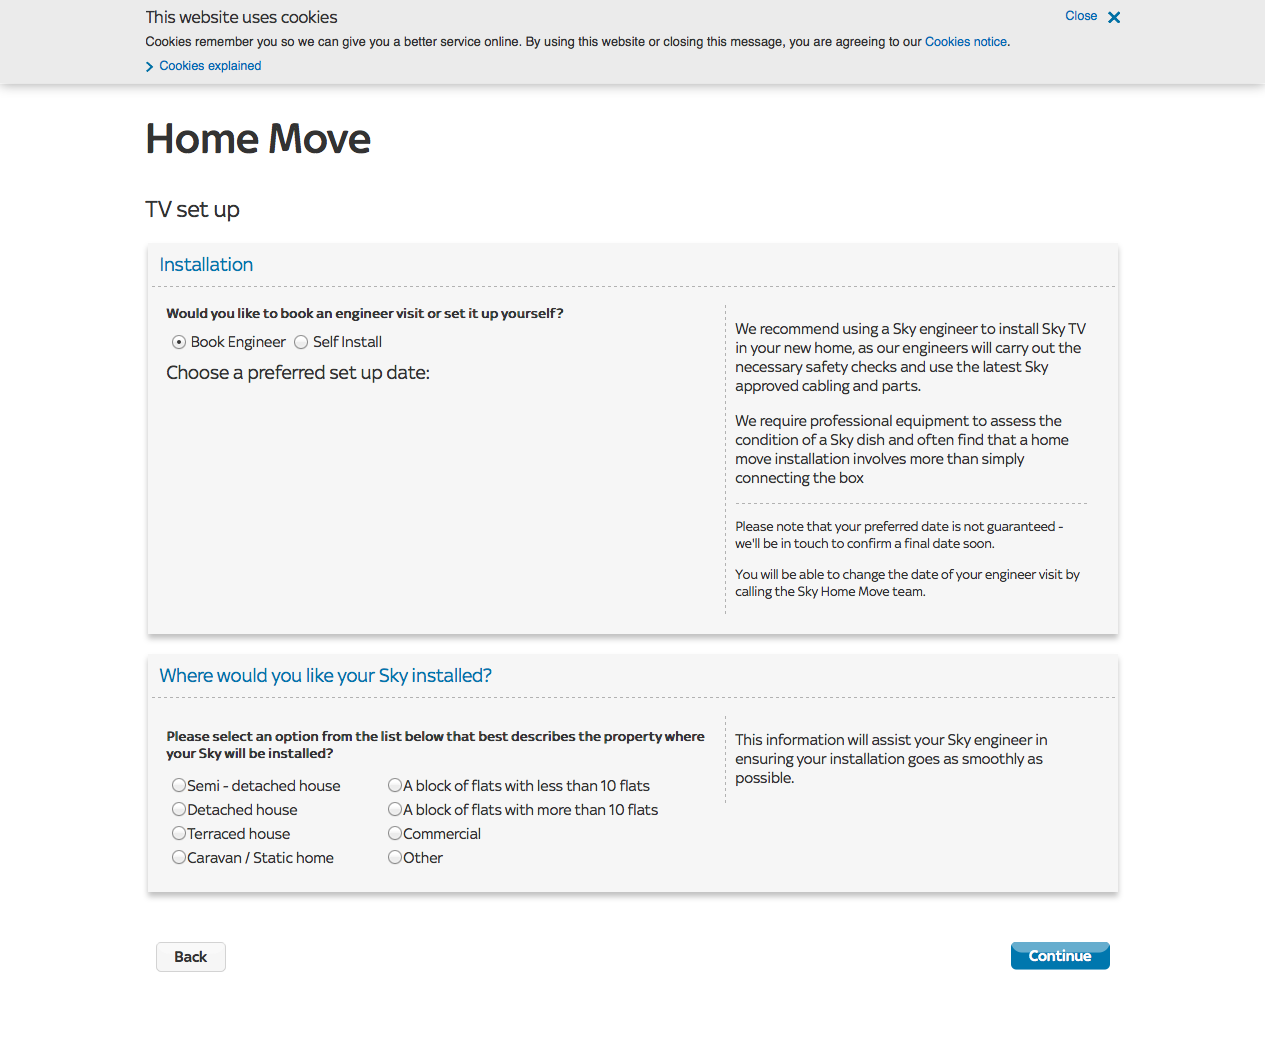 This website uses cookies
Close
Cookies remember you so we can give you a better service online. By using this website or closing this message, you are agreeing to our Cookies notice.
Cookies explained
Home Move
TV set up
Installation
Would you like to book an engineer visit or set it up yourself?
Book Engineer Self Install
Choose a preferred set up date:
We recommend using a Sky engineer to install Sky TV
in your new home, as our engineers will carry out the
necessary safety checks and use the latest Sky
approved cabling and parts.
We require professional equipment to assess the
condition of a Sky dish and often find that a home
move installation involves more than simply
connecting the box
Please note that your preferred date is not guaranteed -
we'll be in touch to confirm a final date soon.
You will be able to change the date of your engineer visit by
calling the Sky Home Move team.
Where would you like your Sky installed?
Please select an option from the list below that best describes the property where
your Sky will be installed?
Semi - detached house
Detached house
Terraced house
Caravan / Static home
A block of flats with less than 10 flats
A block of flats with more than 10 flats
Commercial
Other
This information will assist your Sky engineer in
ensuring your installation goes as smoothly as
possible.
Back
Continue